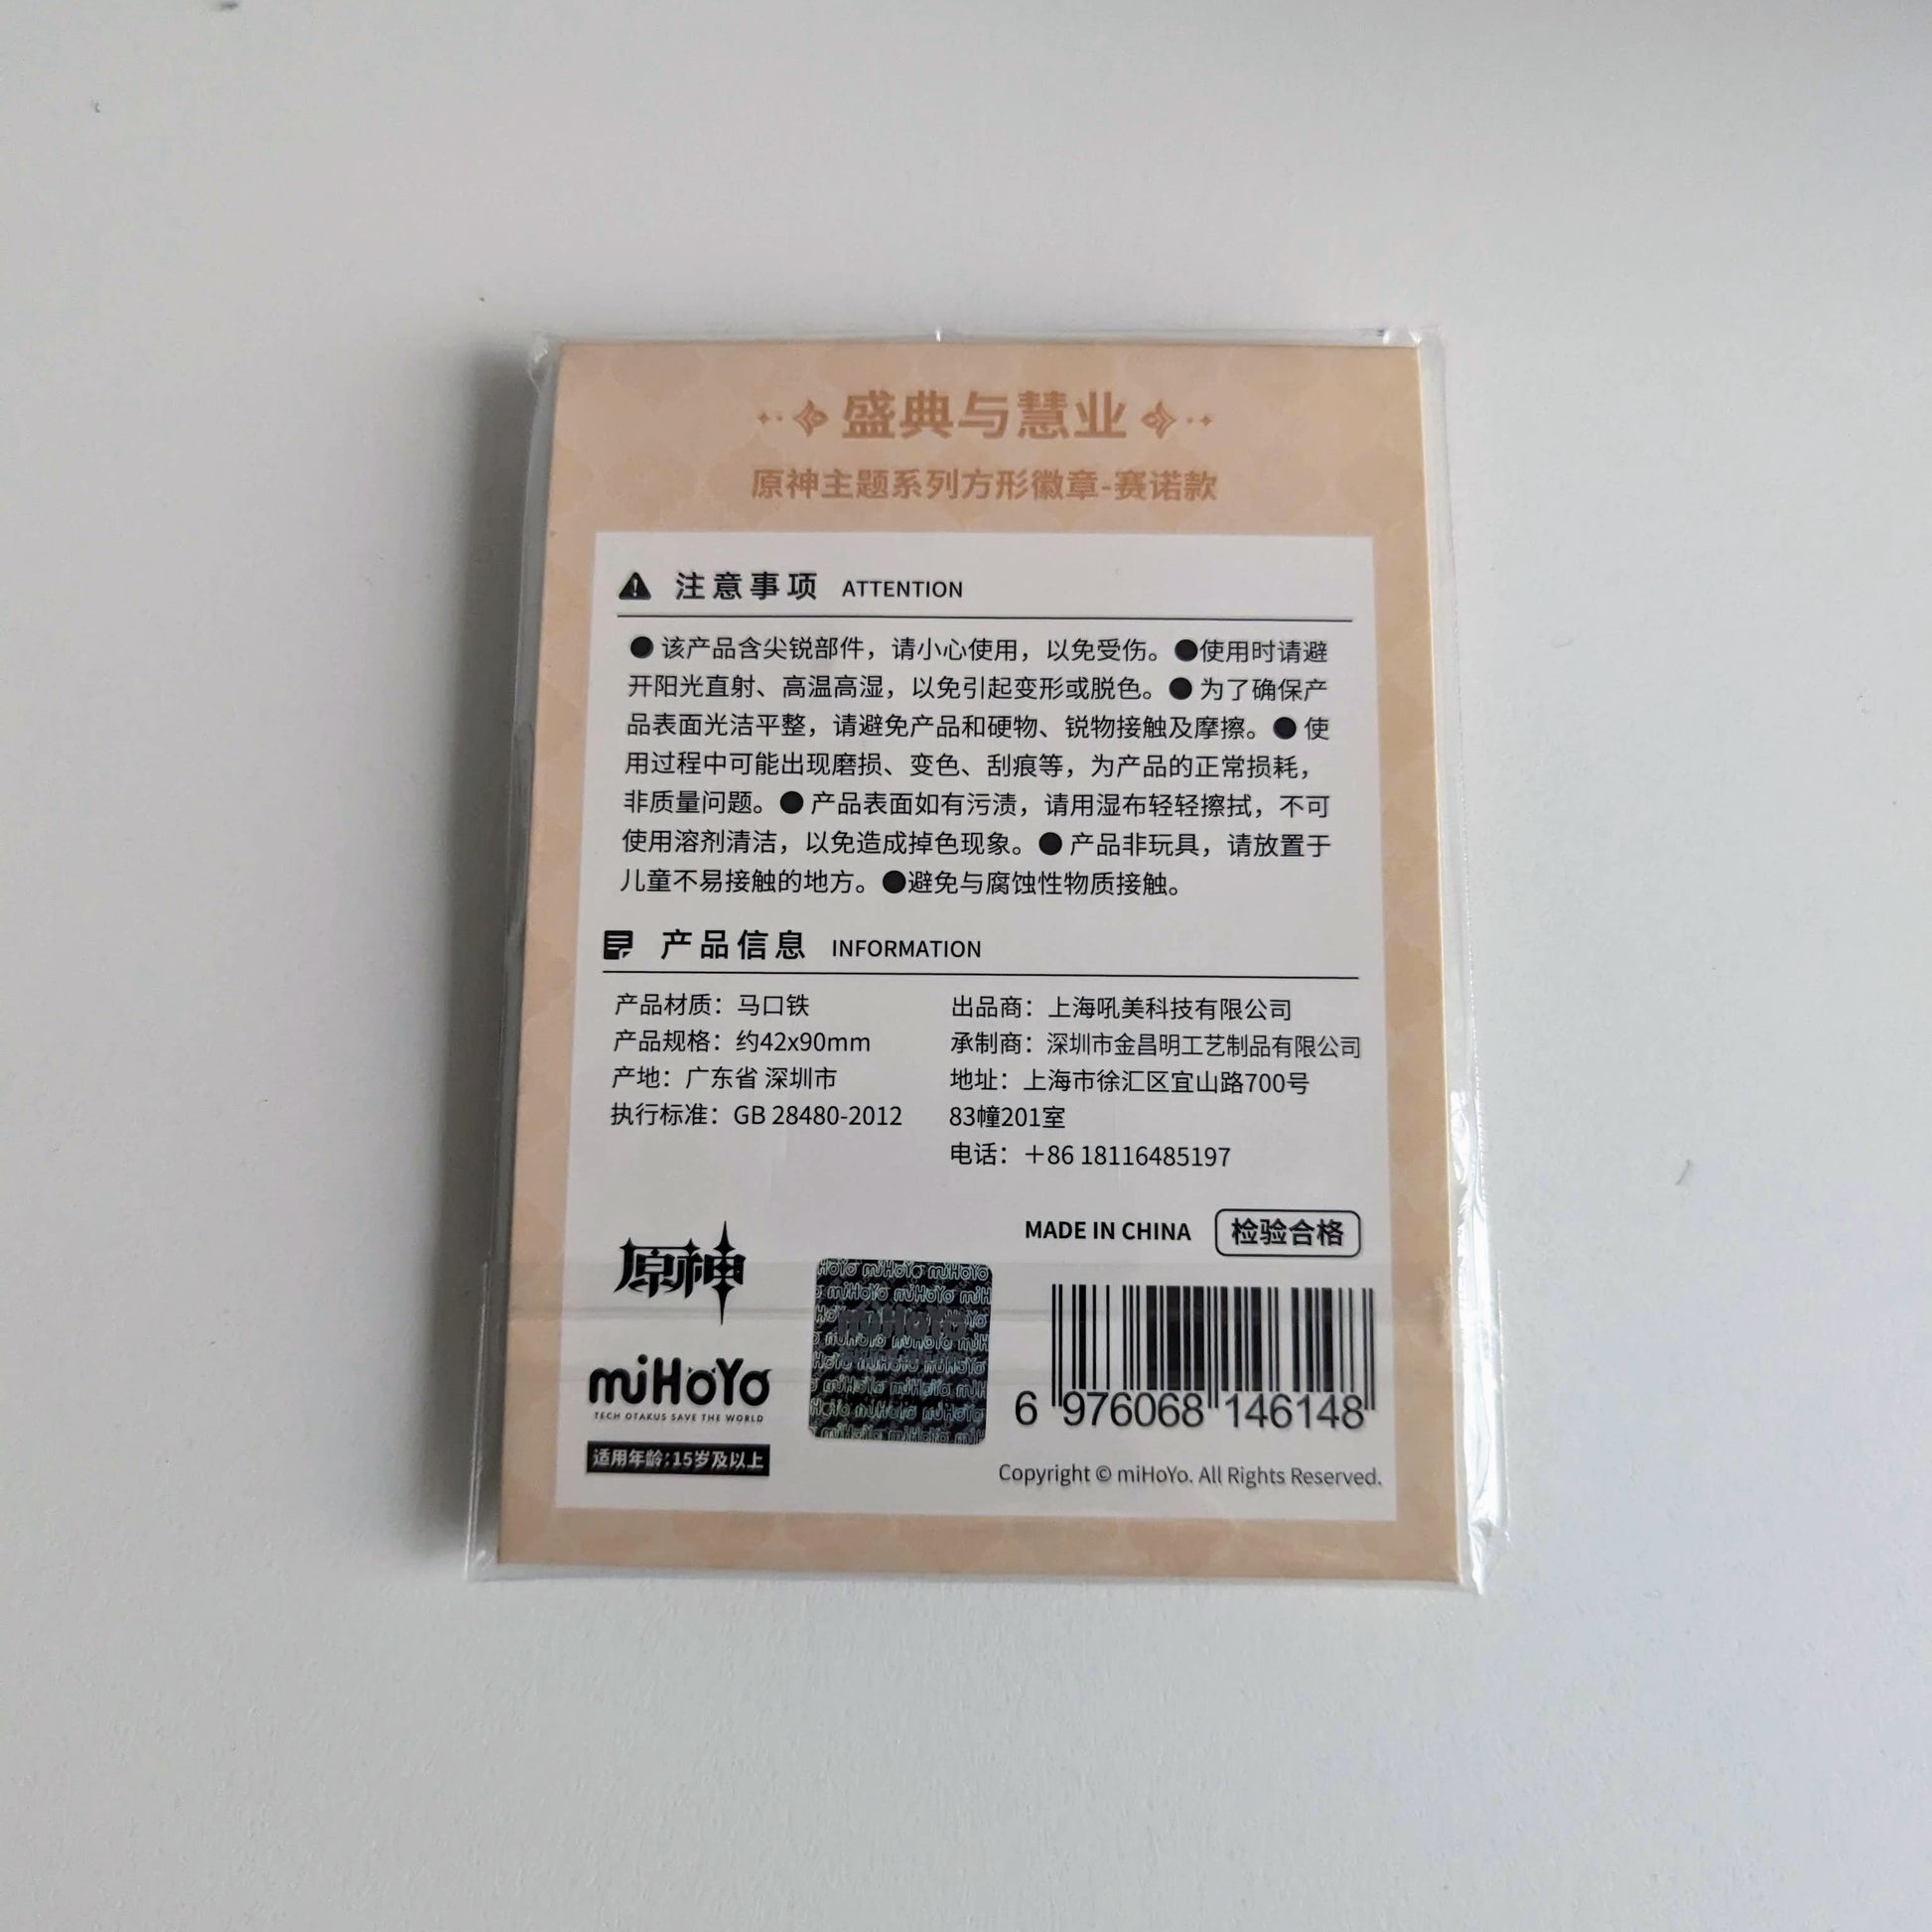 盛典与慧业
原神主题系列方形徽章-赛诺款
注意事项 ATTENTION
● 该产品含尖锐部件，请小心使用，以免受伤。●使用时请避
开阳光直射、高温高湿，以免引起变形或脱色。● 为了确保产
品表面光洁平整，请避免产品和硬物、锐物接触及摩擦。● 使
用过程中可能出现磨损、变色、刮痕等，为产品的正常损耗，
非质量问题。● 产品表面如有污渍，请用湿布轻轻擦拭，不可
使用溶剂清洁，以免造成掉色现象。● 产品非玩具，请放置于
儿童不易接触的地方。●避免与腐蚀性物质接触。
产品信息 INFORMATION
产品材质：马口铁
产品规格：约42x90mm
产地：广东省 深圳市
执行标准：GB 28480-2012
出品商：上海吼美科技有限公司
承制商：深圳市金昌明工艺制品有限公司
地址：上海市徐汇区宜山路700号
83幢201室
电话：＋86 18116485197
MADE IN CHINA 检验合格
原神
miHoYo
TECH OTAKUS SAVE THE WORLD
适用年龄:15岁及以上
miHoYo
6 976068 146148
Copyright © miHoYo. All Rights Reserved.